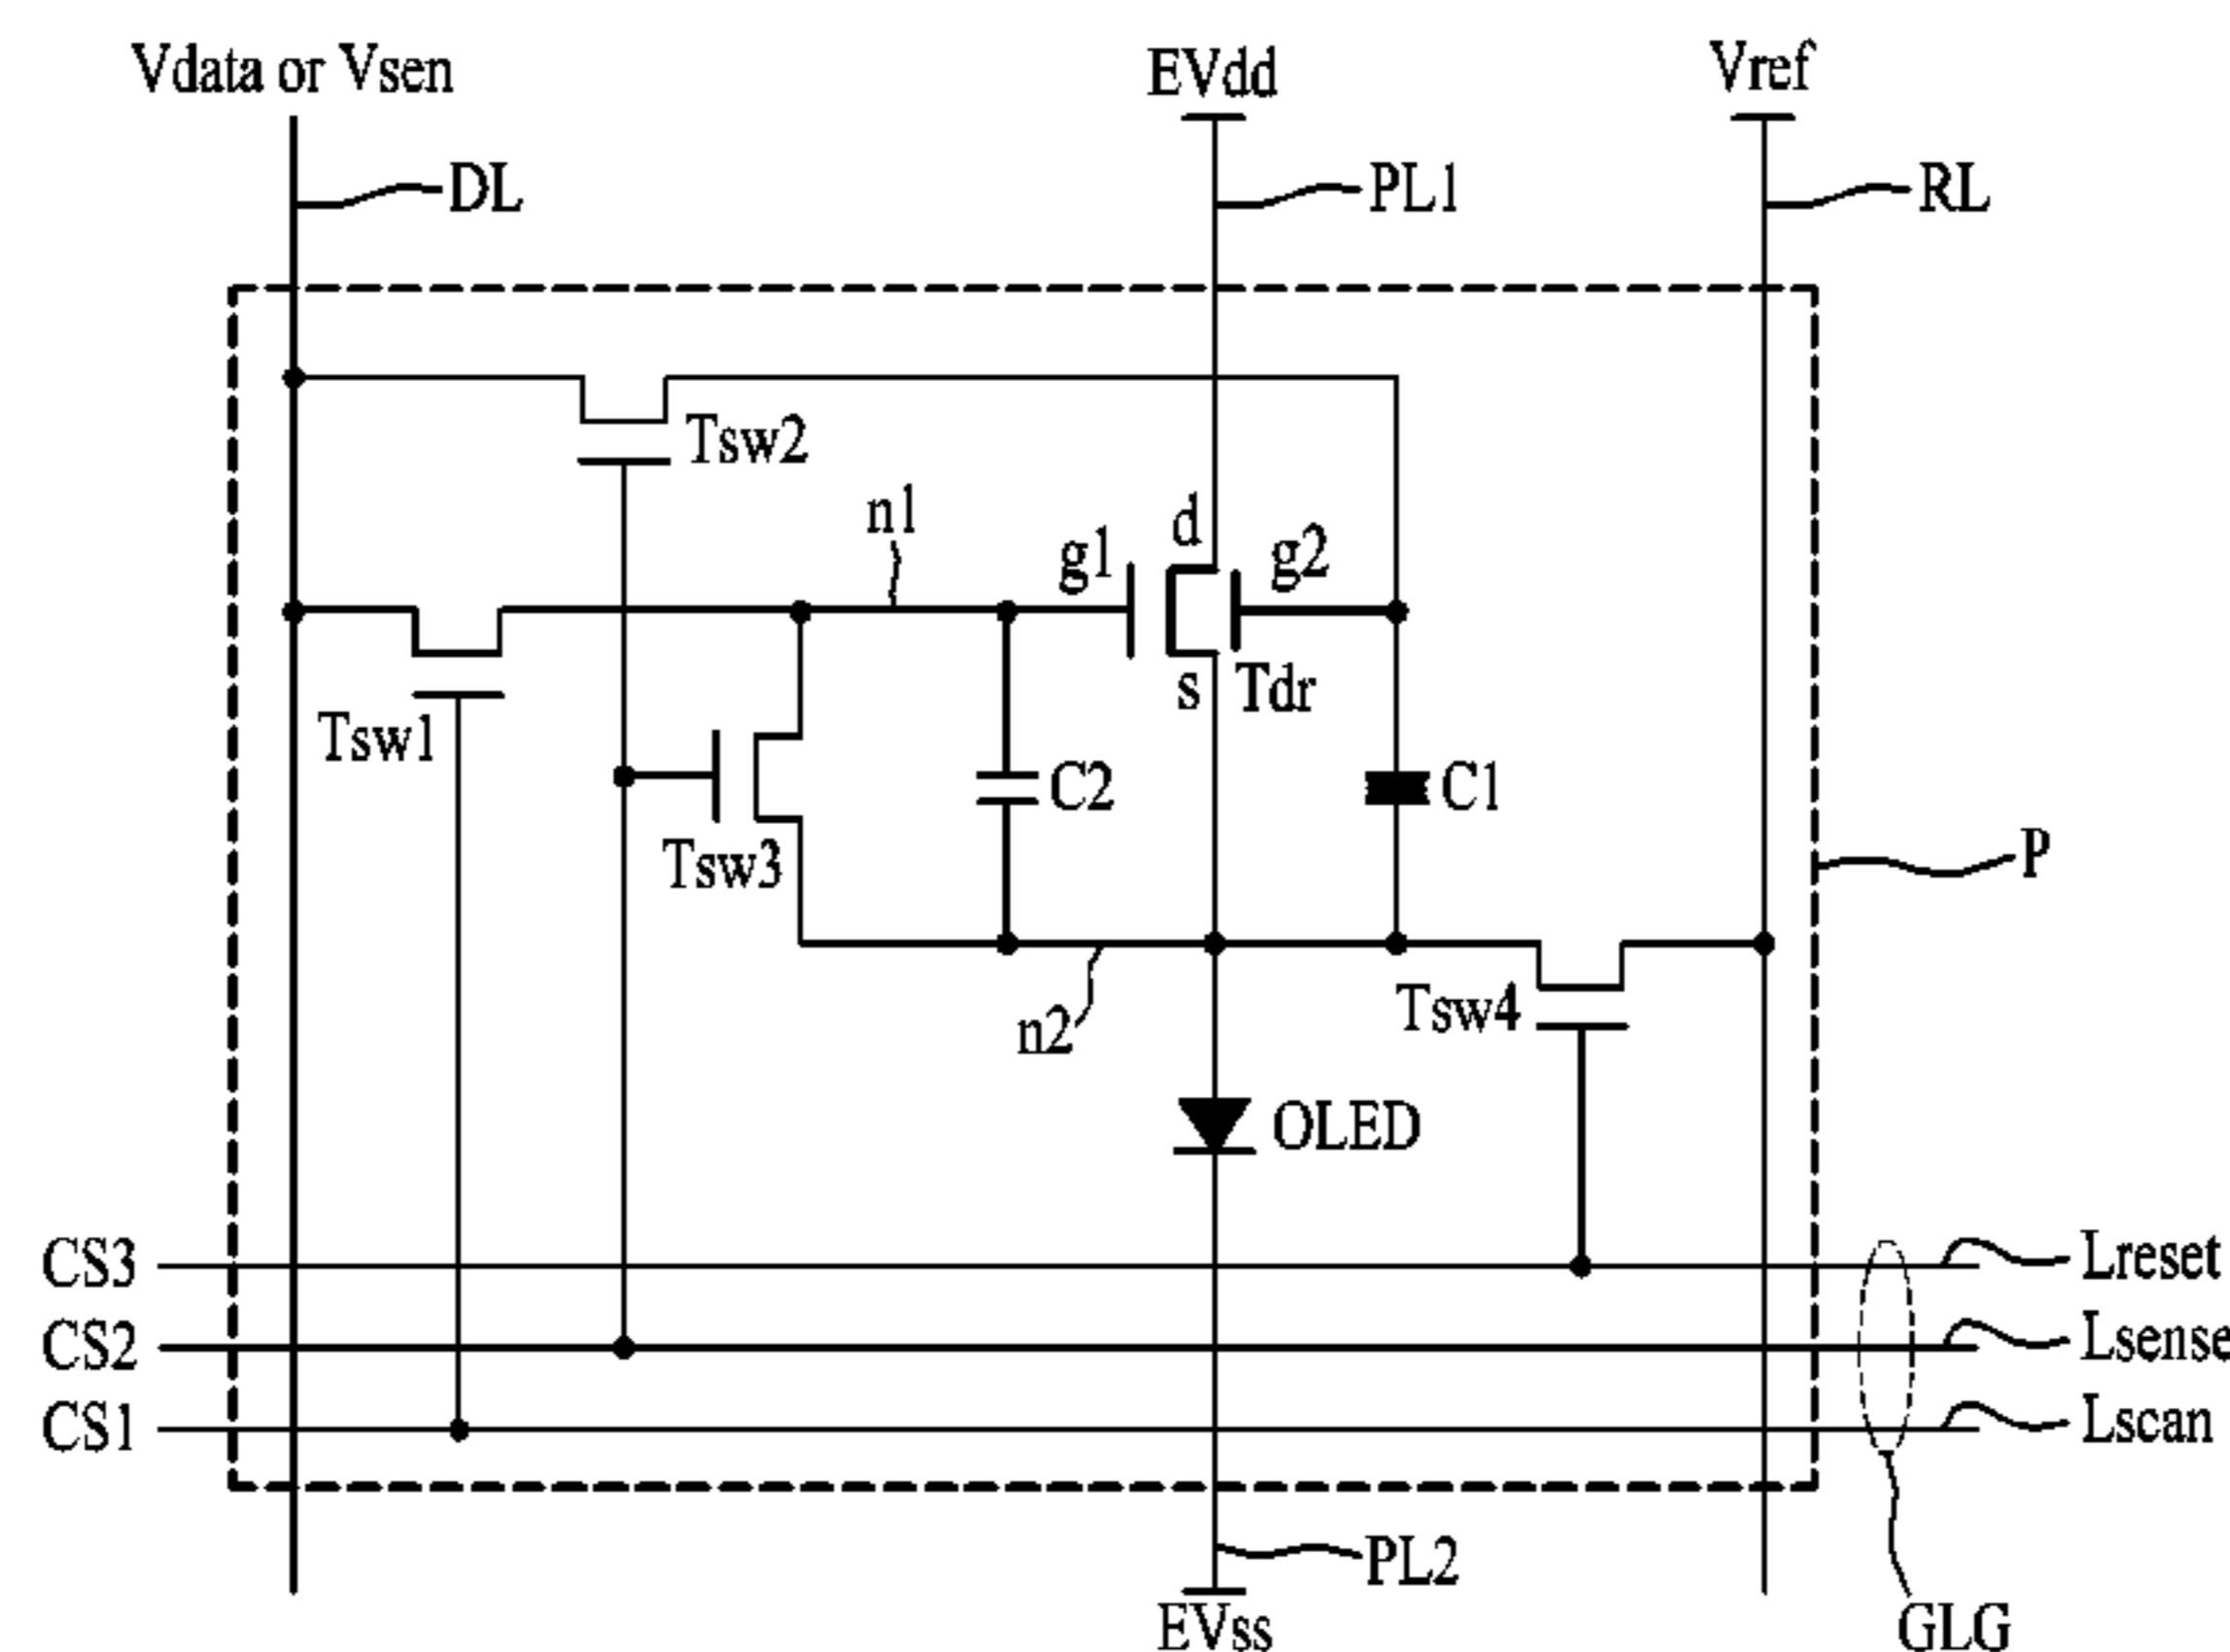 Vdata or Vsen
EVdd
Vref
DL
PL1
RL
Tsw2
n1
g1
d
g2
s
Tdr
Tsw1
C2
C1
Tsw3
P
n2
Tsw4
OLED
CS3
Lreset
CS2
Lsense
CS1
Lscan
PL2
EVss
GLG